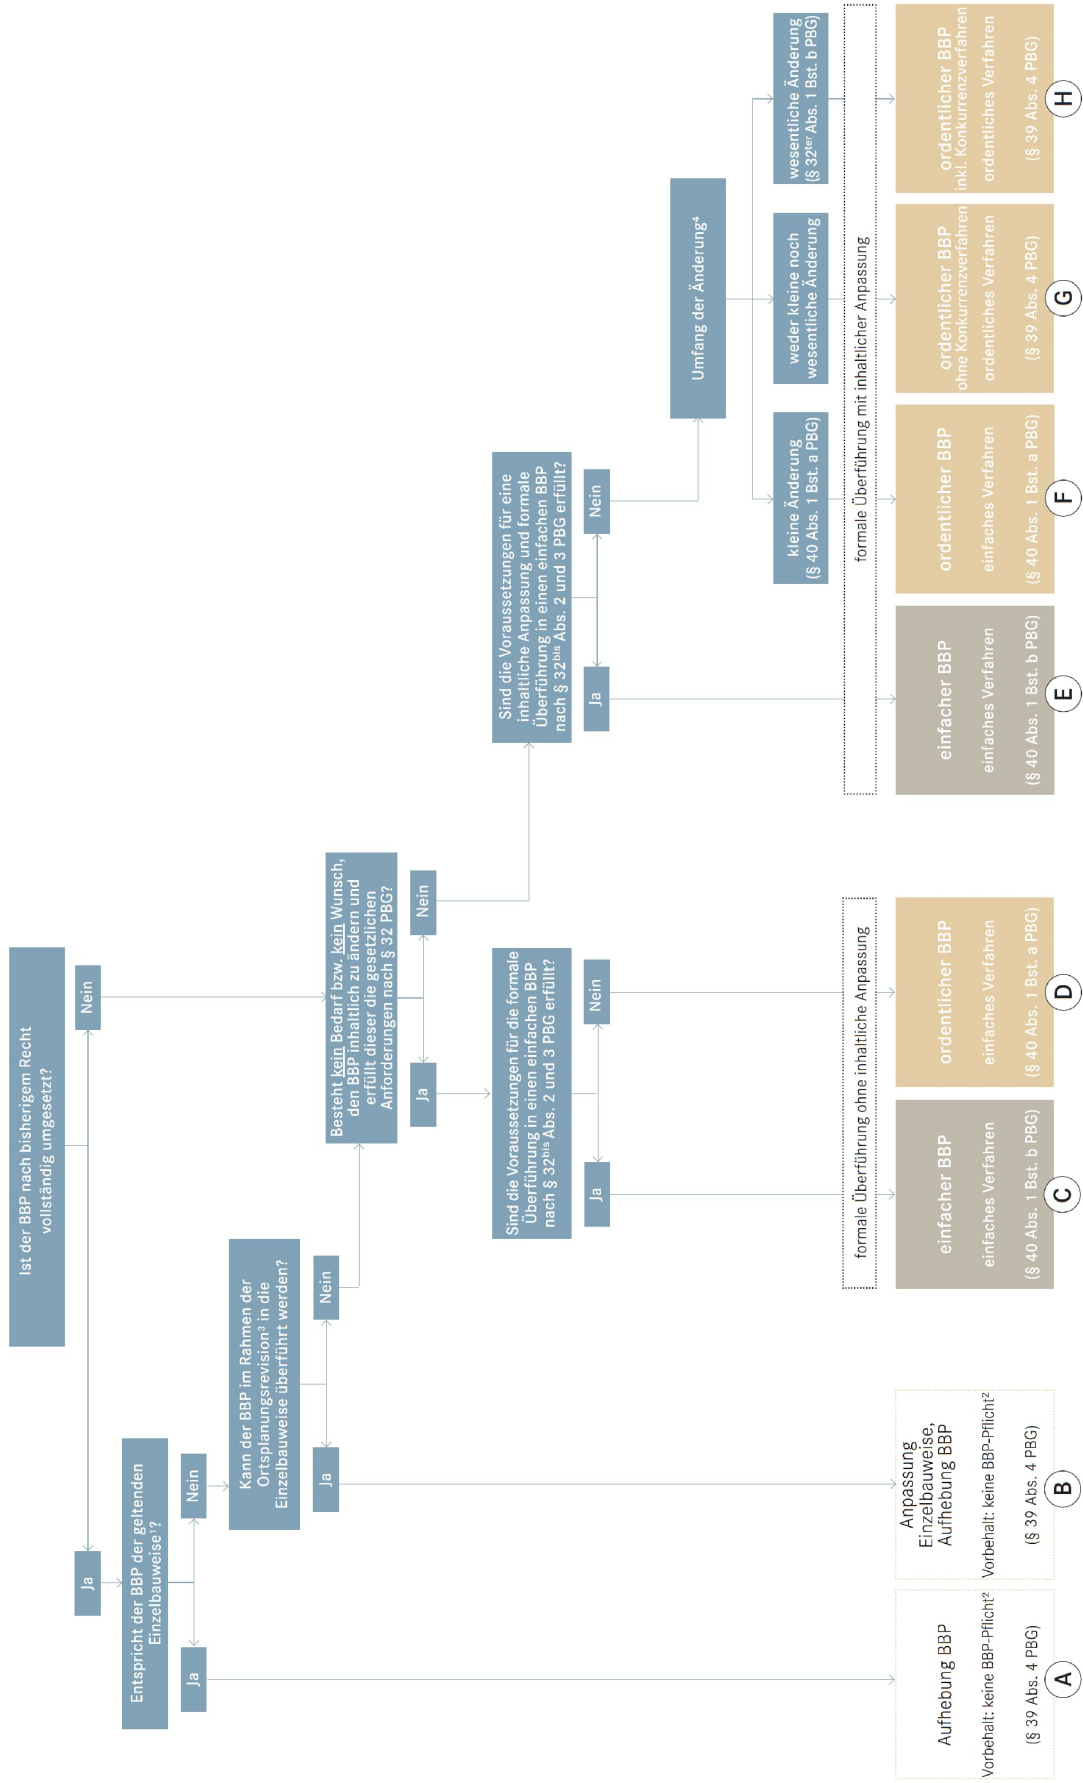 Ist der BBP nach bisherigem Recht
vollständig umgesetzt?
Ja
Nein
Entspricht der BBP der geltenden
Einzelbauweise¹?
Ja
Nein
Kann der BBP im Rahmen der
Ortsplanungsrevision³ in die
Einzelbauweise überführt werden?
Ja
Nein
Besteht kein Bedarf bzw. kein Wunsch,
den BBP inhaltlich zu ändern und
erfüllt dieser die gesetzlichen
Anforderungen nach § 32 PBG?
Ja
Nein
Sind die Voraussetzungen für die formale
Überführung in einen einfachen BBP
nach § 32bis Abs. 2 und 3 PBG erfüllt?
Ja
Nein
Sind die Voraussetzungen für eine
inhaltliche Anpassung und formale
Überführung in einen einfachen BBP
nach § 32bis Abs. 2 und 3 PBG erfüllt?
Ja
Nein
Umfang der Änderung⁴
kleine Änderung
(§ 40 Abs. 1 Bst. a PBG)
weder kleine noch
wesentliche Änderung
wesentliche Änderung
(§ 32ter Abs. 1 Bst. b PBG)
formale Überführung ohne inhaltliche Anpassung
formale Überführung mit inhaltlicher Anpassung
Aufhebung BBP
Vorbehalt: keine BBP-Pflicht²
(§ 39 Abs. 4 PBG)
A
Anpassung
Einzelbauweise,
Aufhebung BBP
Vorbehalt: keine BBP-Pflicht²
(§ 39 Abs. 4 PBG)
B
einfacher BBP
einfaches Verfahren
(§ 40 Abs. 1 Bst. b PBG)
C
ordentlicher BBP
einfaches Verfahren
(§ 40 Abs. 1 Bst. a PBG)
D
einfacher BBP
einfaches Verfahren
(§ 40 Abs. 1 Bst. b PBG)
E
ordentlicher BBP
einfaches Verfahren
(§ 40 Abs. 1 Bst. a PBG)
F
ordentlicher BBP
ohne Konkurrenzverfahren
ordentliches Verfahren
(§ 39 Abs. 4 PBG)
G
ordentlicher BBP
inkl. Konkurrenzverfahren
ordentliches Verfahren
(§ 39 Abs. 4 PBG)
H